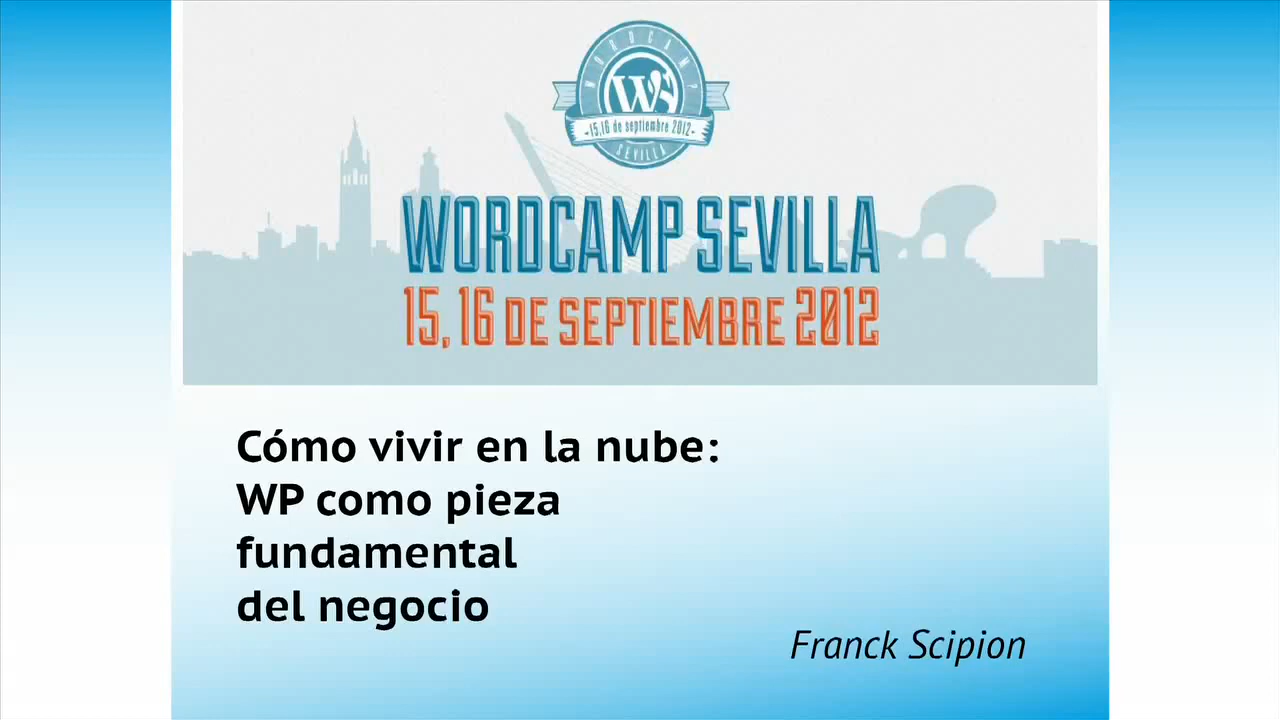 WORDCAMP
W
-15,16 de septiembre 2012-
SEVILLA
WORDCAMP SEVILLA
15, 16 DE SEPTIEMBRE 2012
Cómo vivir en la nube:
WP como pieza
fundamental
del negocio
Franck Scipion